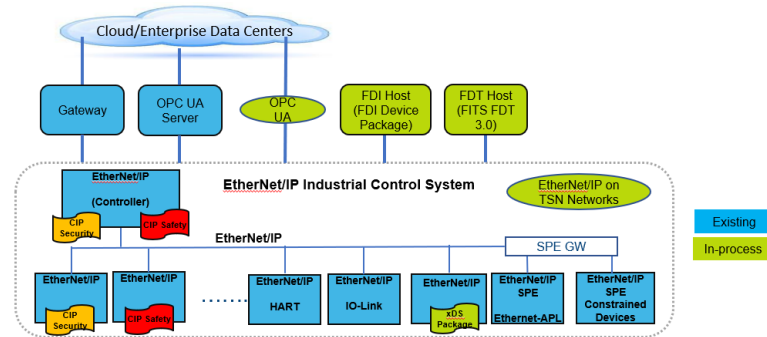 Cloud/Enterprise Data Centers
Gateway
OPC UA
Server
OPC
UA
FDI Host
(FDI Device
Package)
FDT Host
(FITS FDT
3.0)
EtherNet/IP
(Controller)
CIP
Security
CIP Safety
EtherNet/IP Industrial Control System
EtherNet/IP on
TSN Networks
Existing
In-process
EtherNet/IP
SPE GW
EtherNet/IP
CIP
Security
EtherNet/IP
CIP Safety
........
EtherNet/IP
HART
EtherNet/IP
IO-Link
EtherNet/IP
xDS
Package
EtherNet/IP
SPE
Ethernet-APL
EtherNet/IP
SPE
Constrained
Devices